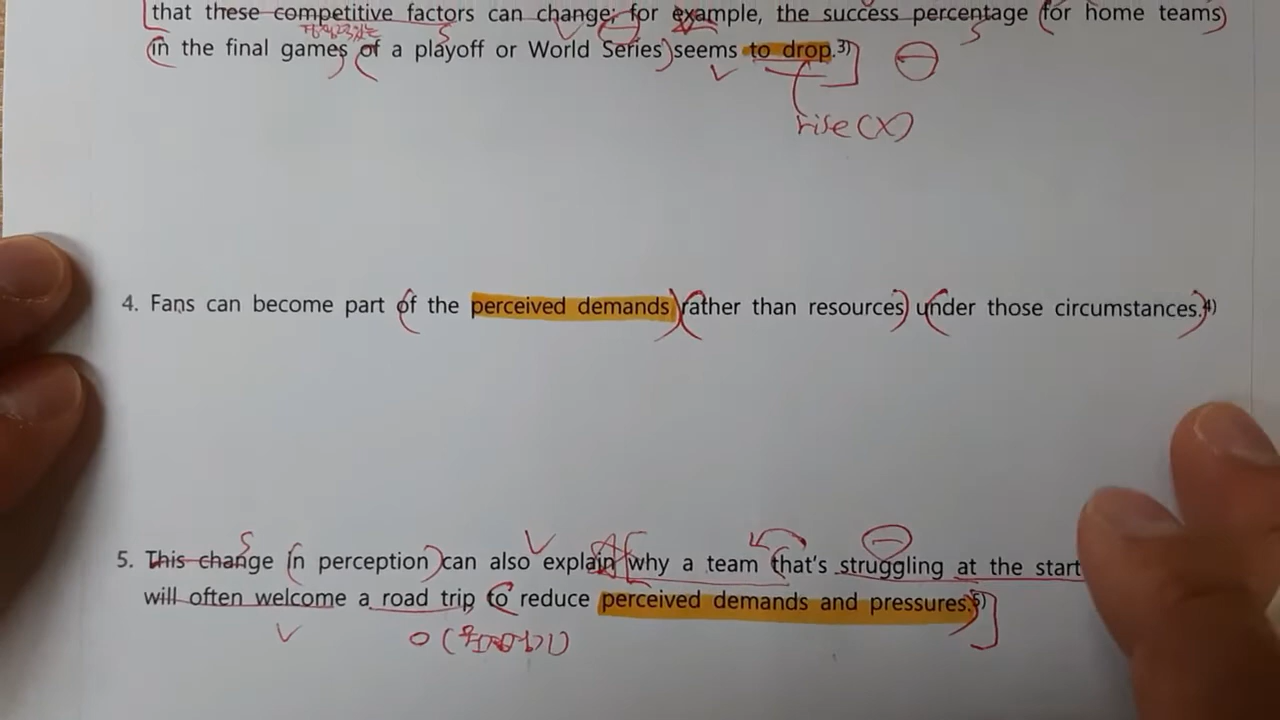 that these competitive factors can change; for example, the success percentage for home teams
in the final games of a playoff or World Series seems to drop.3)
rise (X)
4. Fans can become part of the perceived demands rather than resources under those circumstances.4)
5. This change in perception can also explain why a team that's struggling at the start
will often welcome a road trip to reduce perceived demands and pressures.5)